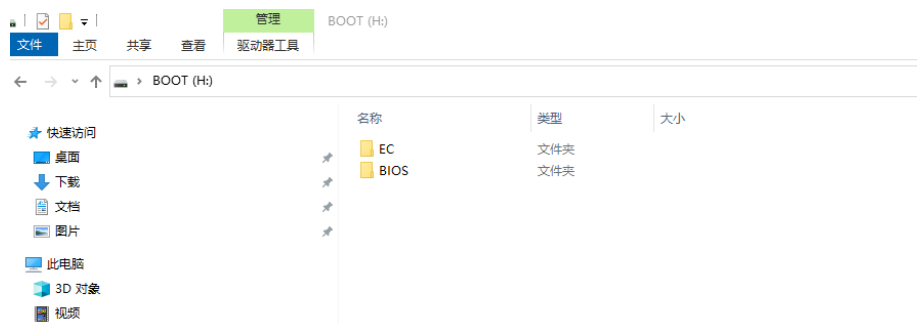 管理 BOOT (H:)
文件 主页 共享 查看 驱动器工具
BOOT (H:)
名称 类型 大小
快速访问
EC 文件夹
桌面
BIOS 文件夹
下载
文档
图片
此电脑
3D 对象
视频